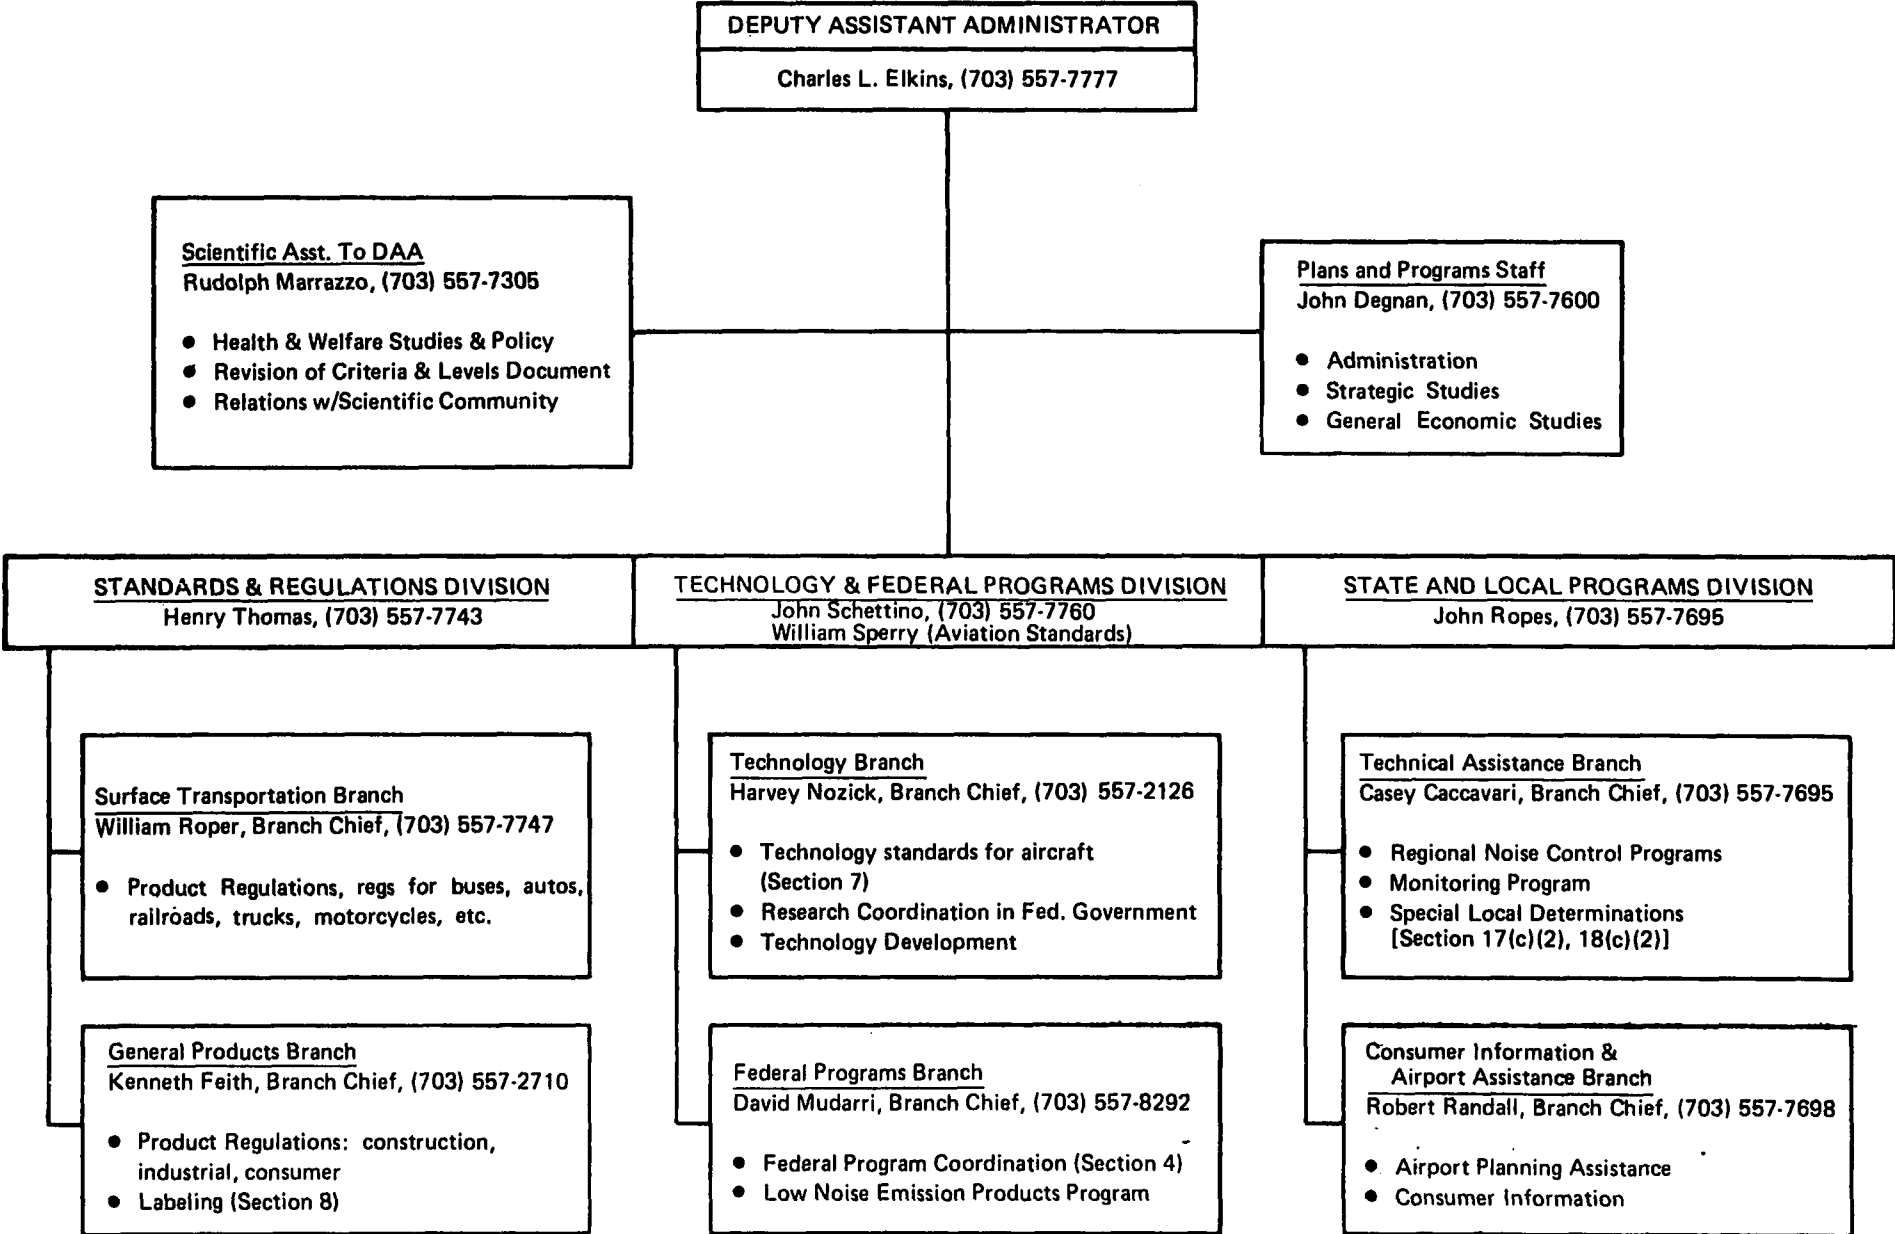 DEPUTY ASSISTANT ADMINISTRATOR
Charles L. Elkins, (703) 557-7777
Scientific Asst. To DAA
Rudolph Marrazzo, (703) 557-7305
● Health & Welfare Studies & Policy
● Revision of Criteria & Levels Document
● Relations w/Scientific Community
Plans and Programs Staff
John Degnan, (703) 557-7600
● Administration
● Strategic Studies
● General Economic Studies
STANDARDS & REGULATIONS DIVISION
Henry Thomas, (703) 557-7743
TECHNOLOGY & FEDERAL PROGRAMS DIVISION
John Schettino, (703) 557-7760
William Sperry (Aviation Standards)
STATE AND LOCAL PROGRAMS DIVISION
John Ropes, (703) 557-7695
Surface Transportation Branch
William Roper, Branch Chief, (703) 557-7747
● Product Regulations, regs for buses, autos,
railroads, trucks, motorcycles, etc.
Technology Branch
Harvey Nozick, Branch Chief, (703) 557-2126
● Technology standards for aircraft
(Section 7)
● Research Coordination in Fed. Government
● Technology Development
Technical Assistance Branch
Casey Caccavari, Branch Chief, (703) 557-7695
● Regional Noise Control Programs
● Monitoring Program
● Special Local Determinations
[Section 17(c)(2), 18(c)(2)]
General Products Branch
Kenneth Feith, Branch Chief, (703) 557-2710
● Product Regulations: construction,
industrial, consumer
● Labeling (Section 8)
Federal Programs Branch
David Mudarri, Branch Chief, (703) 557-8292
● Federal Program Coordination (Section 4)
● Low Noise Emission Products Program
Consumer Information &
Airport Assistance Branch
Robert Randall, Branch Chief, (703) 557-7698
● Airport Planning Assistance
● Consumer Information